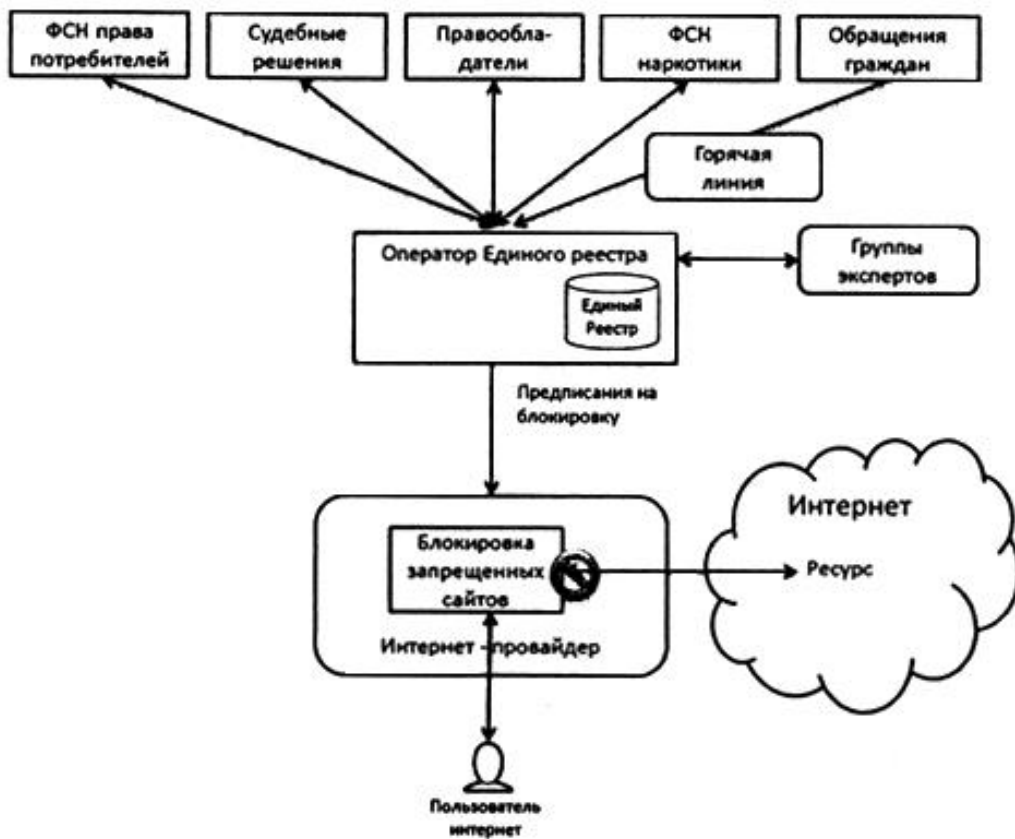 ФСН права
потребителей
Судебные
решения
Правообла-
датели
ФСН
наркотики
Обращения
граждан
Горячая
линия
Оператор Единого реестра
Группы
экспертов
Единый
Реестр
Предписания на
блокировку
Интернет
Блокировка
запрещенных
сайтов
Ресурс
Интернет - провайдер
Пользователь
интернет